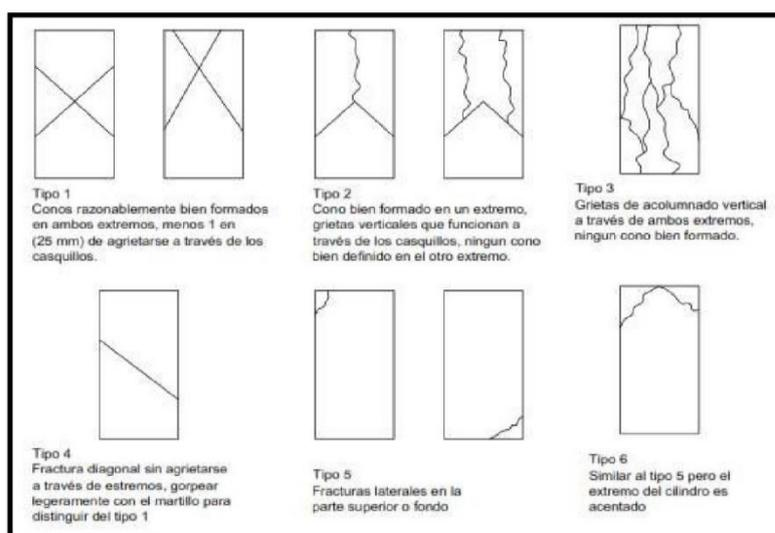 Tipo 1
Conos razonablemente bien formados
en ambos extremos, menos 1 en
(25 mm) de agrietarse a través de los
casquillos.
Tipo 2
Cono bien formado en un extremo,
grietas verticales que funcionan a
través de los casquillos, ningun cono
bien definido en el otro extremo.
Tipo 3
Grietas de acolumnado vertical
a través de ambos extremos,
ningun cono bien formado.
Tipo 4
Fractura diagonal sin agrietarse
a través de estremos, gorpear
legeramente con el martillo para
distinguir del tipo 1
Tipo 5
Fracturas laterales en la
parte superior o fondo
Tipo 6
Similar al tipo 5 pero el
extremo del cilindro es
acentado